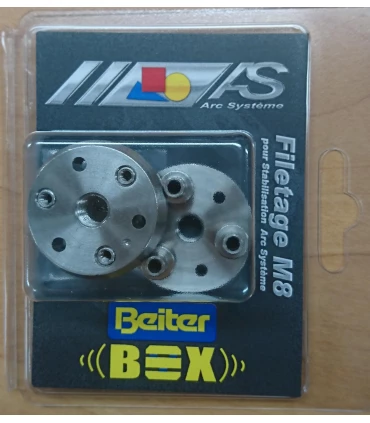 AS
Arc Système
Filetage M8
pour Stabilisation Arc Système
Beiter
BOX